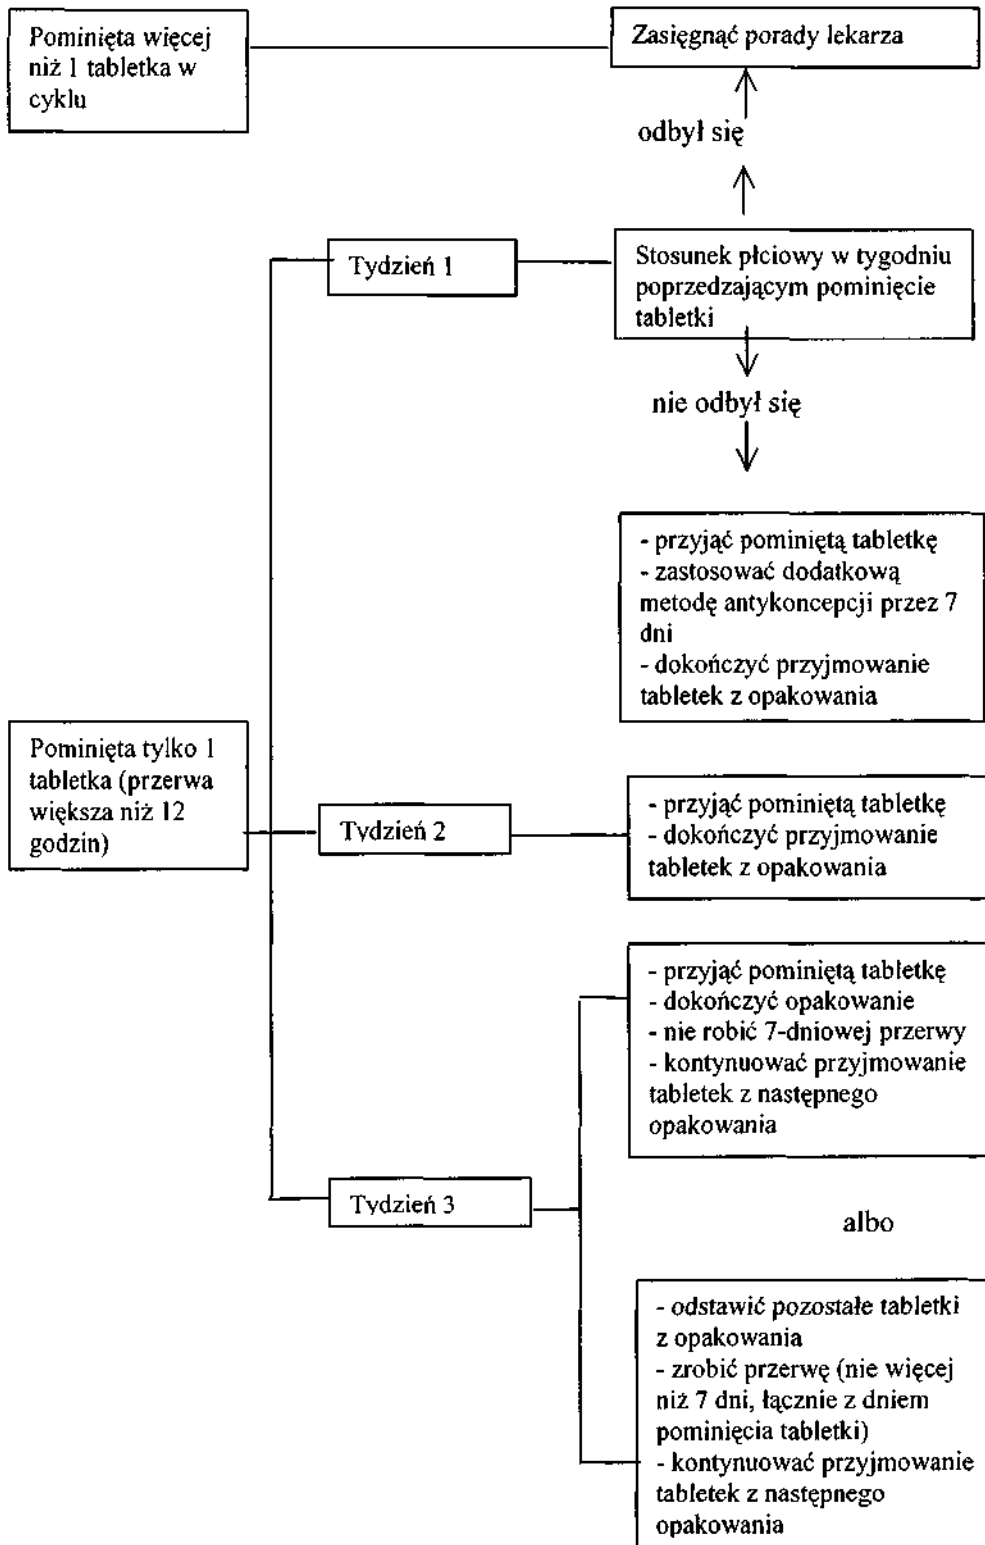 Pominięta więcej
niż 1 tabletka w
cyklu
Zasięgnąć porady lekarza
odbył się
Tydzień 1
Stosunek płciowy w tygodniu
poprzedzającym pominięcie
tabletki
nie odbył się
- przyjąć pominiętą tabletkę
- zastosować dodatkową
metodę antykoncepcji przez 7
dni
- dokończyć przyjmowanie
tabletek z opakowania
Pominięta tylko 1
tabletka (przerwa
większa niż 12
godzin)
Tydzień 2
- przyjąć pominiętą tabletkę
- dokończyć przyjmowanie
tabletek z opakowania
- przyjąć pominiętą tabletkę
- dokończyć opakowanie
- nie robić 7-dniowej przerwy
- kontynuować przyjmowanie
tabletek z następnego
opakowania
Tydzień 3
albo
- odstawić pozostałe tabletki
z opakowania
- zrobić przerwę (nie więcej
niż 7 dni, łącznie z dniem
pominięcia tabletki)
- kontynuować przyjmowanie
tabletek z następnego
opakowania